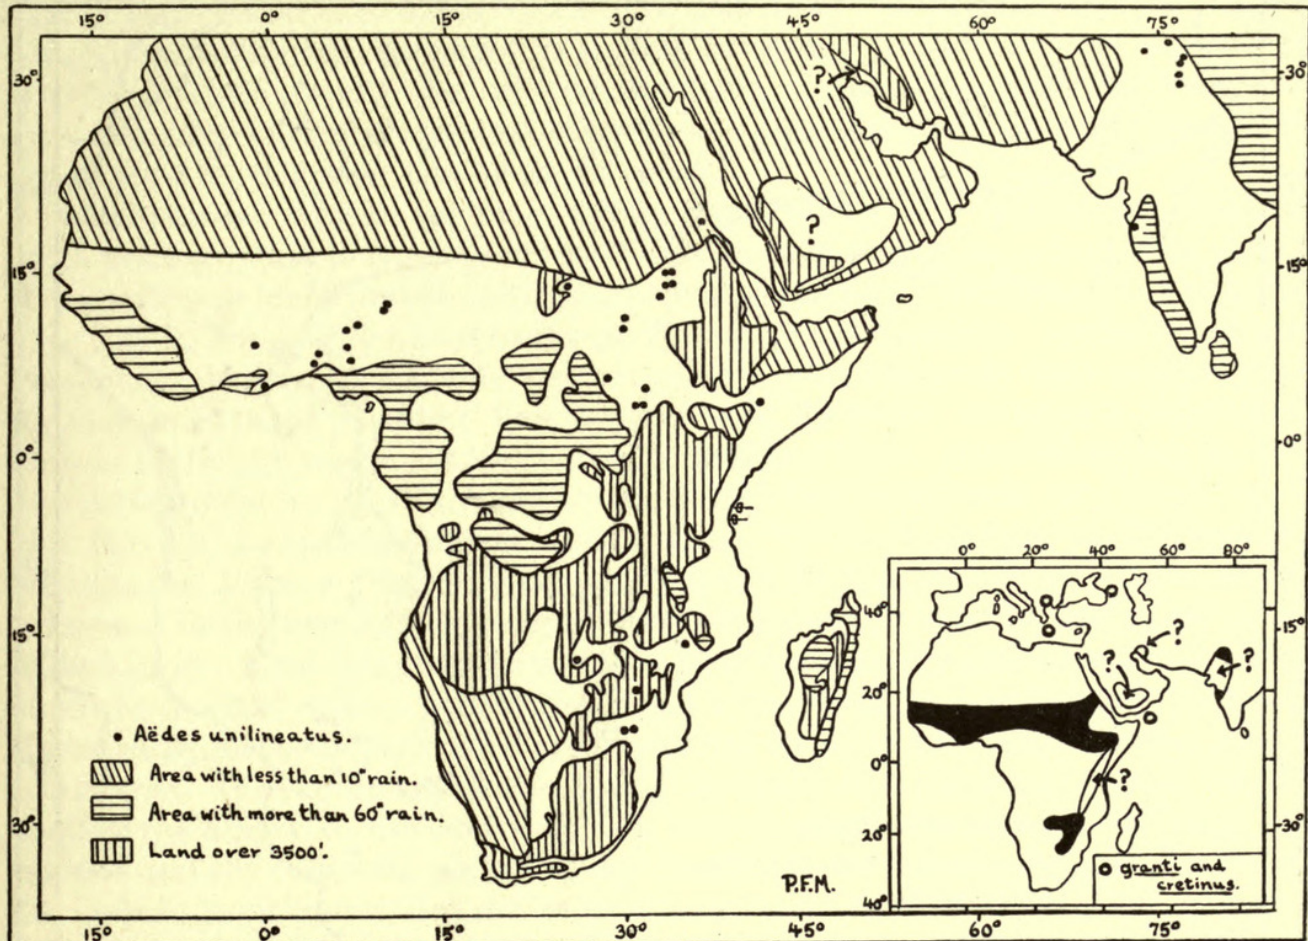 15° 0° 15° 30° 45° 60° 75°
30° ? 30°
?
15° 15°
0° 0°
0° 20° 40° 60° 80°
40°
15° ? 15°
? ?
20°
• Aëdes unilineatus.
Area with less than 10" rain.
0°
?
Area with more than 60" rain.
30° 20° 30°
Land over 3500'.
P.F.M.
granti and
cretinus.
40°
15° 0° 15° 30° 45° 60° 75°